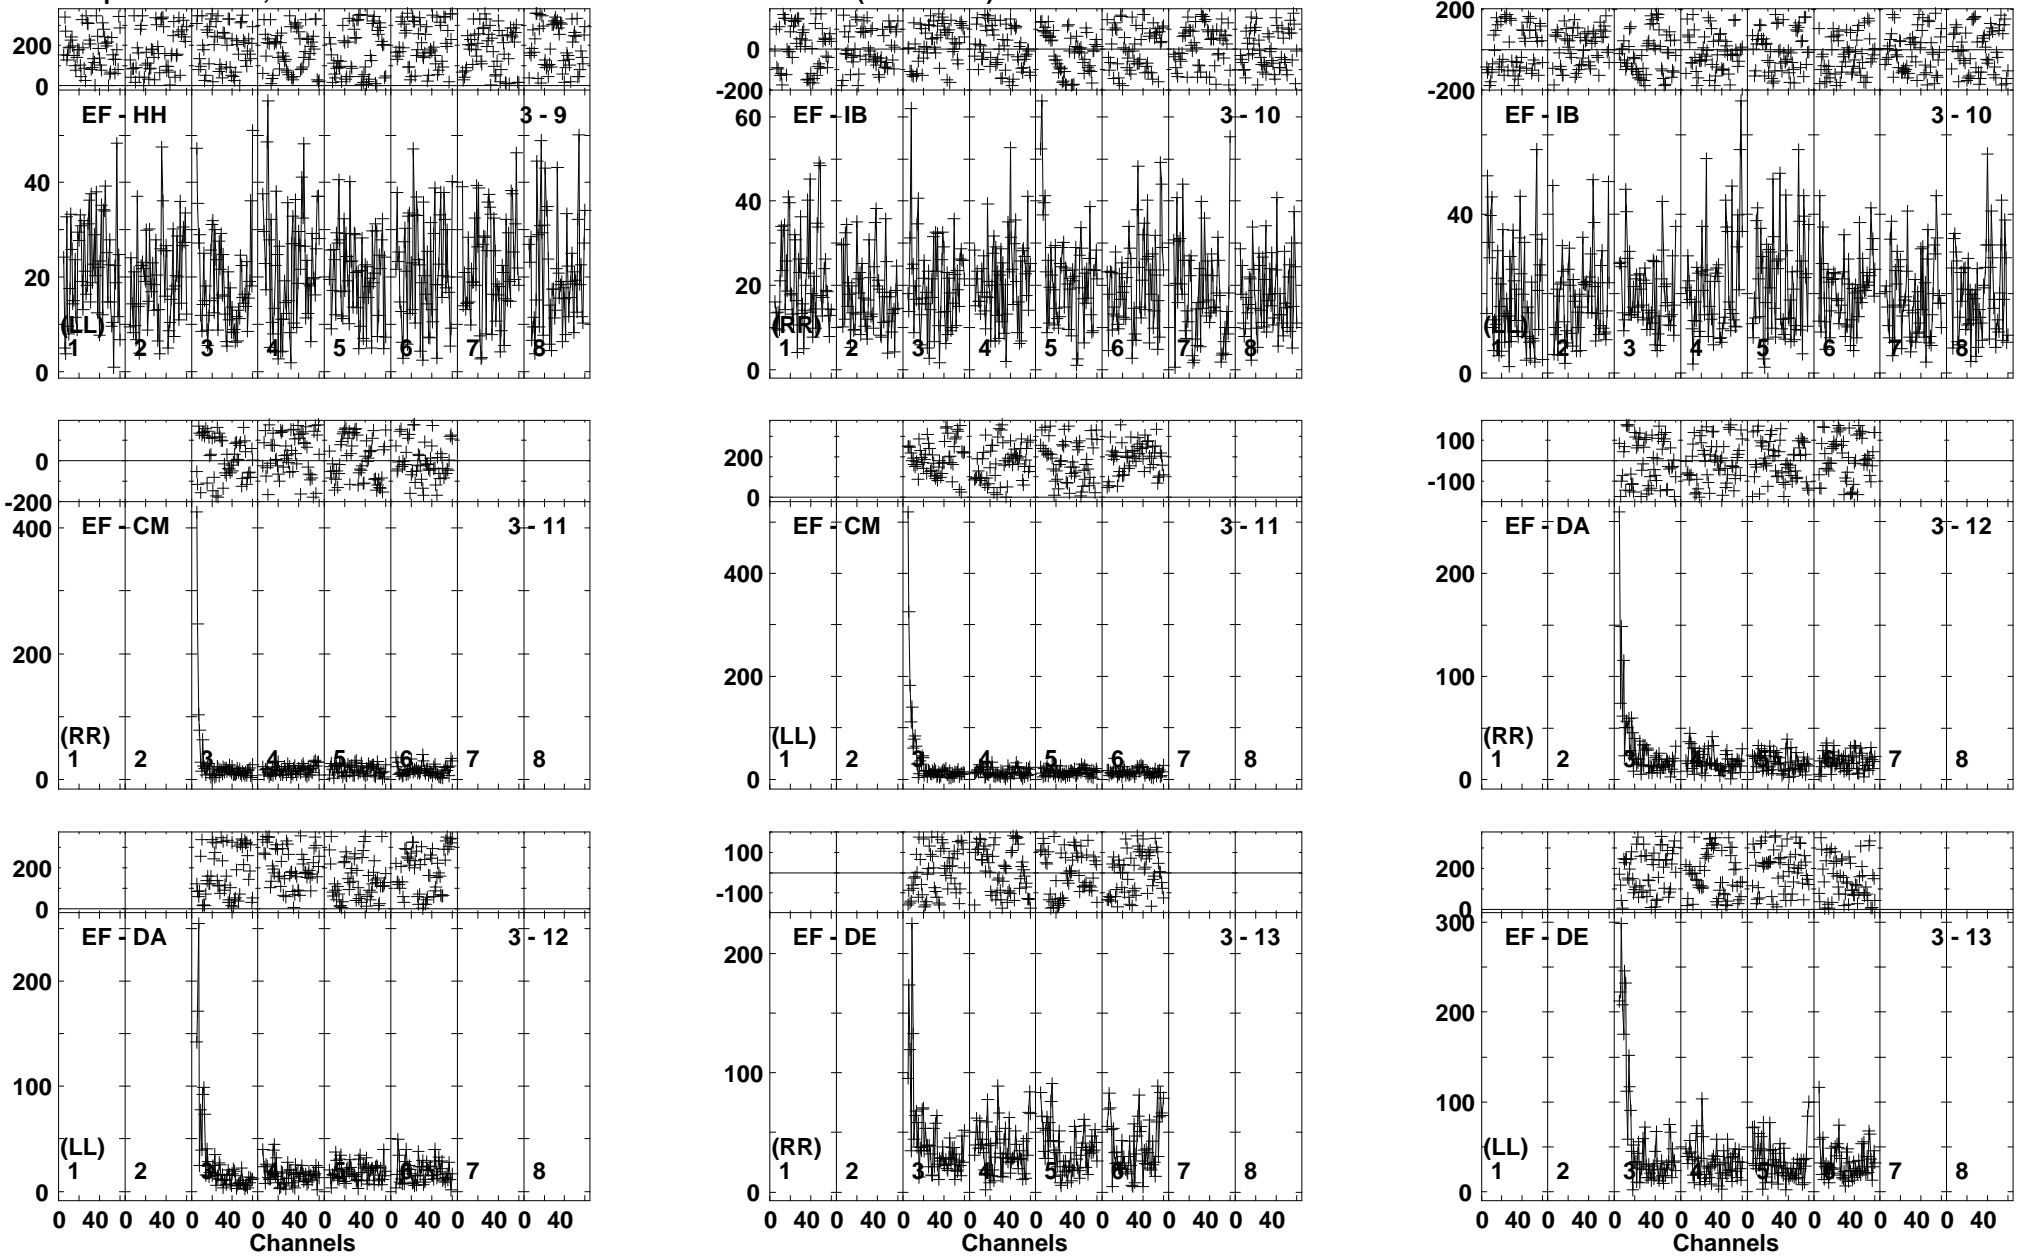 200 0 -200 200
0 -200 0 -200
EF - HH 3 - 9 60 EF - IB 3 - 10 EF - IB 3 - 10
40 40 40
20 20
(LL) (RR) (LL)
1 2 3 4 5 6 7 8 1 2 3 4 5 6 7 8 1 2 3 4 5 6 7 8
0 0 0
0 -200 200 0 100 -100
400 EF - CM 3 - 11 EF - CM 3 - 11 EF - DA 3 - 12
200 400 200 200 100
(RR) (LL) (RR)
1 2 3 4 5 6 7 8 1 2 3 4 5 6 7 8 1 2 3 4 5 6 7 8
0 0 0
200 0 100 -100 200 0
EF - DA 3 - 12 EF - DE 3 - 13 300 EF - DE 3 - 13
200 100 200 100 200 100
(LL) (RR) (LL)
1 2 3 4 5 6 7 8 1 2 3 4 5 6 7 8 1 2 3 4 5 6 7 8
0 0 0
0 40 0 40 0 40 0 40 0 40 0 40 0 40 0 40 0 40 0 40 0 40 0 40 0 40 0 40 0 40 0 40 0 40 0 40 0 40 0 40 0 40 0 40 0 40 0 40
Channels Channels Channels